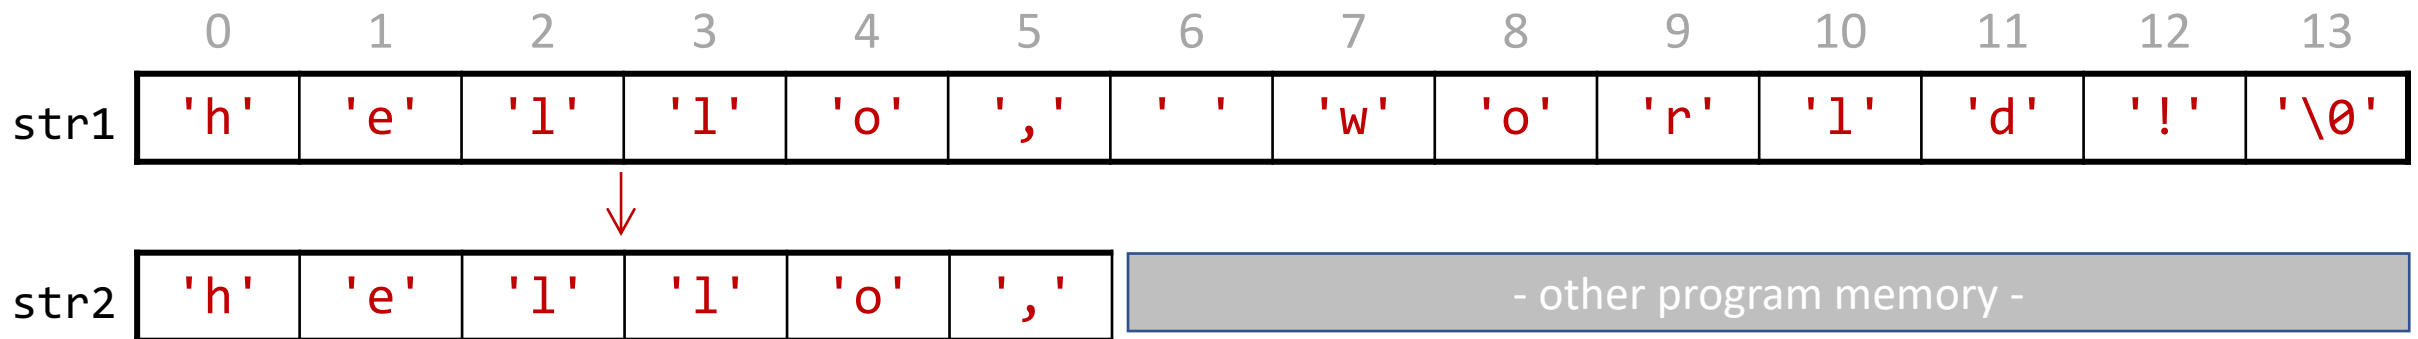 0 1 2 3 4 5 6 7 8 9 10 11 12 13
str1 'h' 'e' 'l' 'l' 'o' ',' ' ' 'w' 'o' 'r' 'l' 'd' '!' '\0'
str2 'h' 'e' 'l' 'l' 'o' ',' - other program memory -